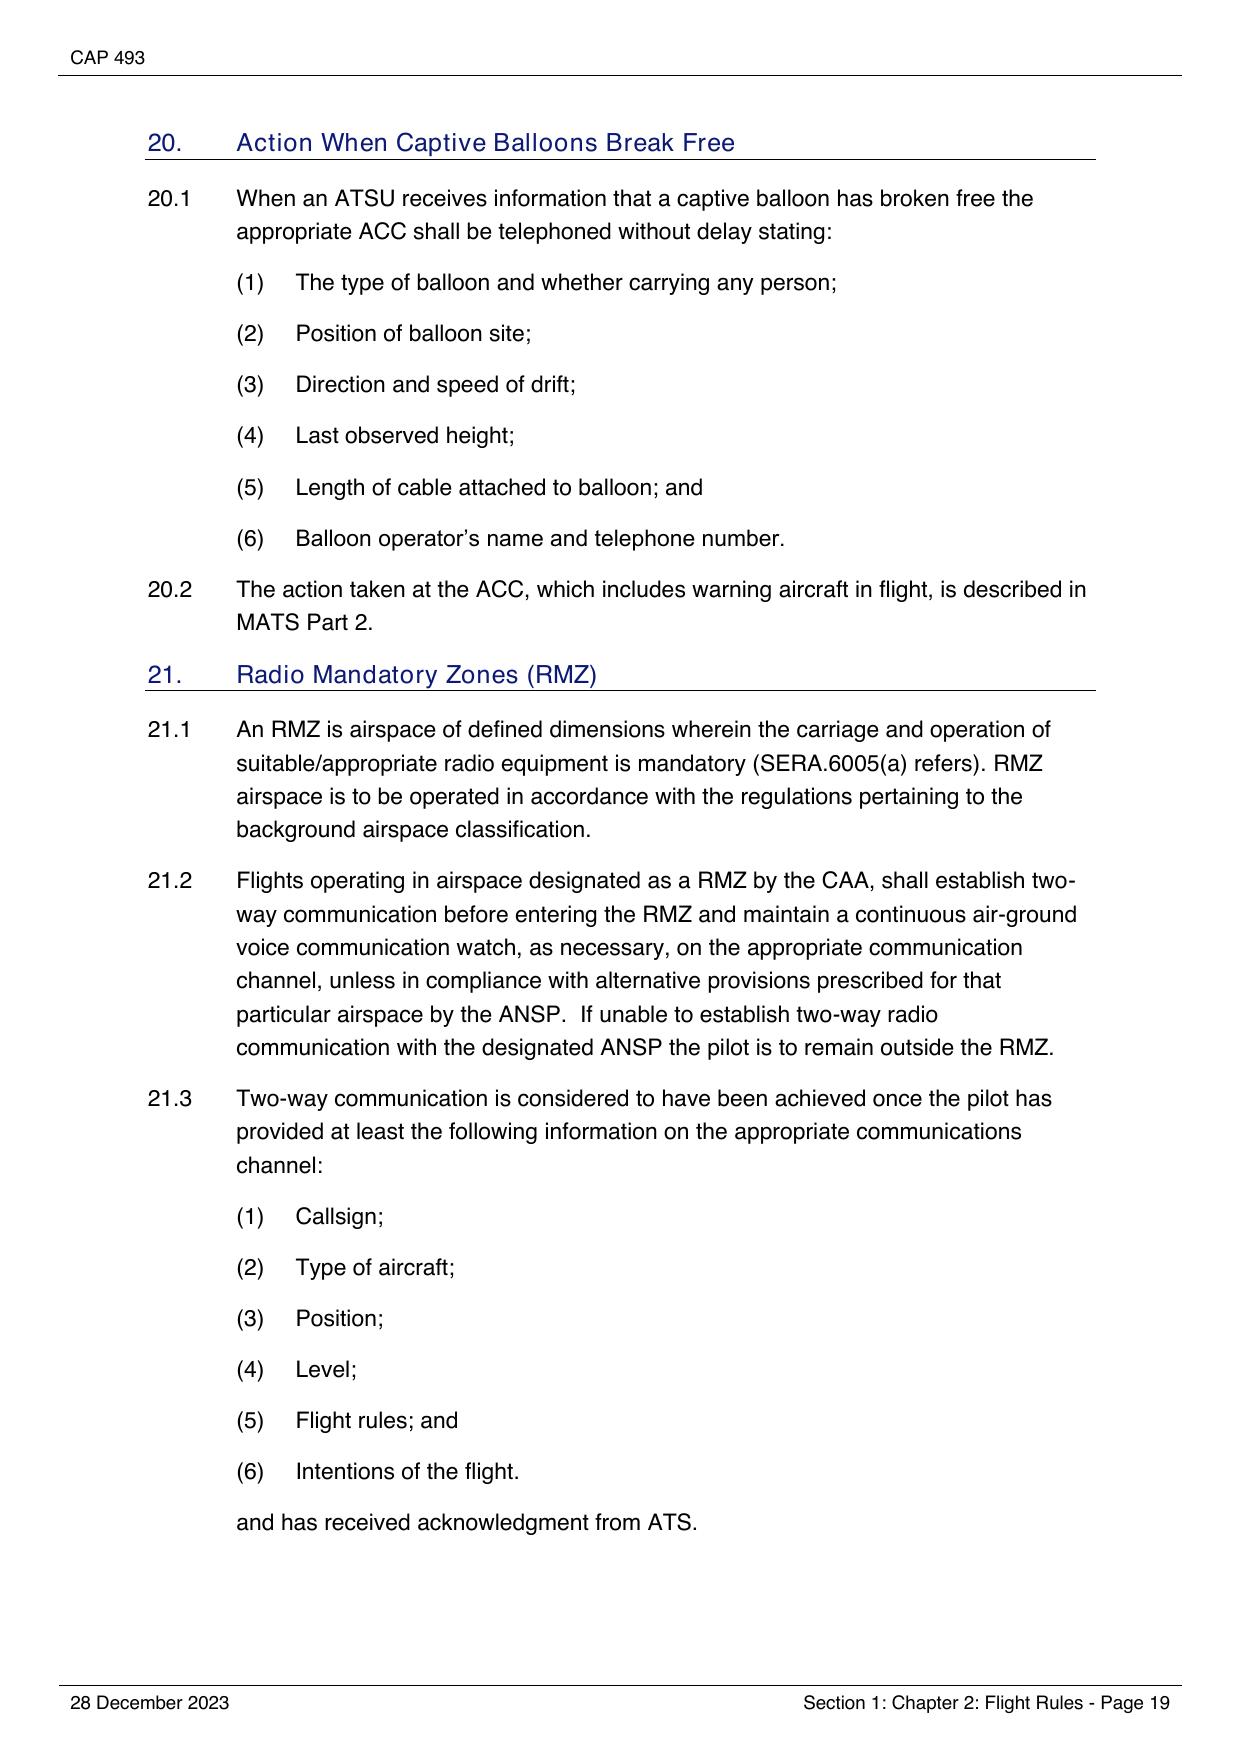 CAP 493
20. Action When Captive Balloons Break Free
20.1 When an ATSU receives information that a captive balloon has broken free the
appropriate ACC shall be telephoned without delay stating:
(1) The type of balloon and whether carrying any person;
(2) Position of balloon site;
(3) Direction and speed of drift;
(4) Last observed height;
(5) Length of cable attached to balloon; and
(6) Balloon operator’s name and telephone number.
20.2 The action taken at the ACC, which includes warning aircraft in flight, is described in
MATS Part 2.
21. Radio Mandatory Zones (RMZ)
21.1 An RMZ is airspace of defined dimensions wherein the carriage and operation of
suitable/appropriate radio equipment is mandatory (SERA.6005(a) refers). RMZ
airspace is to be operated in accordance with the regulations pertaining to the
background airspace classification.
21.2 Flights operating in airspace designated as a RMZ by the CAA, shall establish two-
way communication before entering the RMZ and maintain a continuous air-ground
voice communication watch, as necessary, on the appropriate communication
channel, unless in compliance with alternative provisions prescribed for that
particular airspace by the ANSP.  If unable to establish two-way radio
communication with the designated ANSP the pilot is to remain outside the RMZ.
21.3 Two-way communication is considered to have been achieved once the pilot has
provided at least the following information on the appropriate communications
channel:
(1) Callsign;
(2) Type of aircraft;
(3) Position;
(4) Level;
(5) Flight rules; and
(6) Intentions of the flight.
and has received acknowledgment from ATS.
28 December 2023 Section 1: Chapter 2: Flight Rules - Page 19